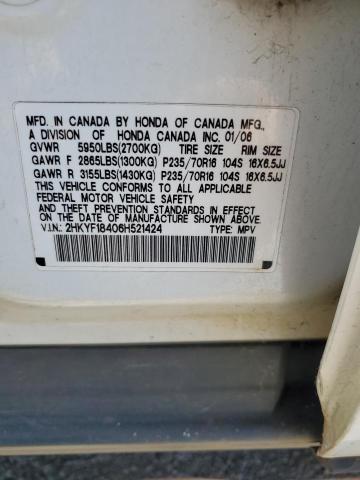 MFD. IN CANADA BY HONDA OF CANADA MFG.,
A DIVISION OF HONDA CANADA INC. 01/06
GVWR 5950LBS(2700KG) TIRE SIZE RIM SIZE
GAWR F 2865LBS(1300KG) P235/70R16 104S 16X6.5JJ
GAWR R 3155LBS(1430KG) P235/70R16 104S 16X6.5JJ
THIS VEHICLE CONFORMS TO ALL APPLICABLE
FEDERAL MOTOR VEHICLE SAFETY BUMPER,
AND THEFT PREVENTION STANDARDS IN EFFECT
ON THE DATE OF MANUFACTURE SHOWN ABOVE.
V.I.N.: 2HKYF18406H521424 TYPE: MPV